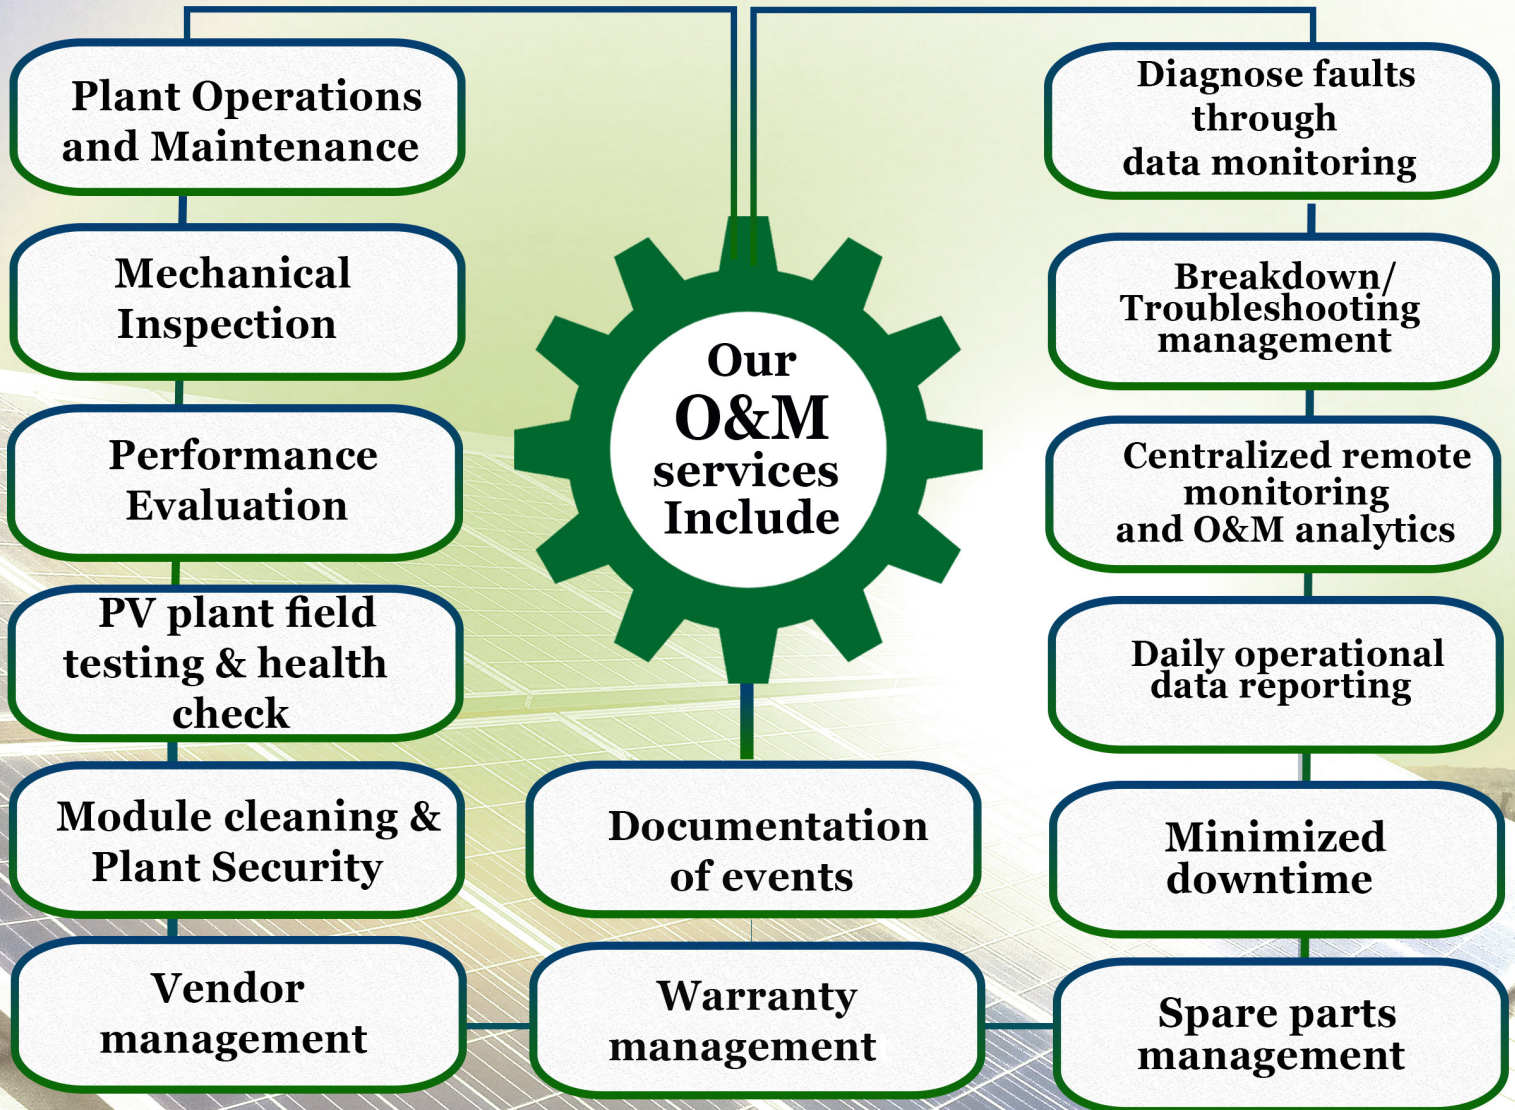 Plant Operations
and Maintenance
Mechanical
Inspection
Performance
Evaluation
PV plant field
testing & health
check
Module cleaning &
Plant Security
Vendor
management
Our
O&M
services
Include
Documentation
of events
Warranty
management
Diagnose faults
through
data monitoring
Breakdown/
Troubleshooting
management
Centralized remote
monitoring
and O&M analytics
Daily operational
data reporting
Minimized
downtime
Spare parts
management